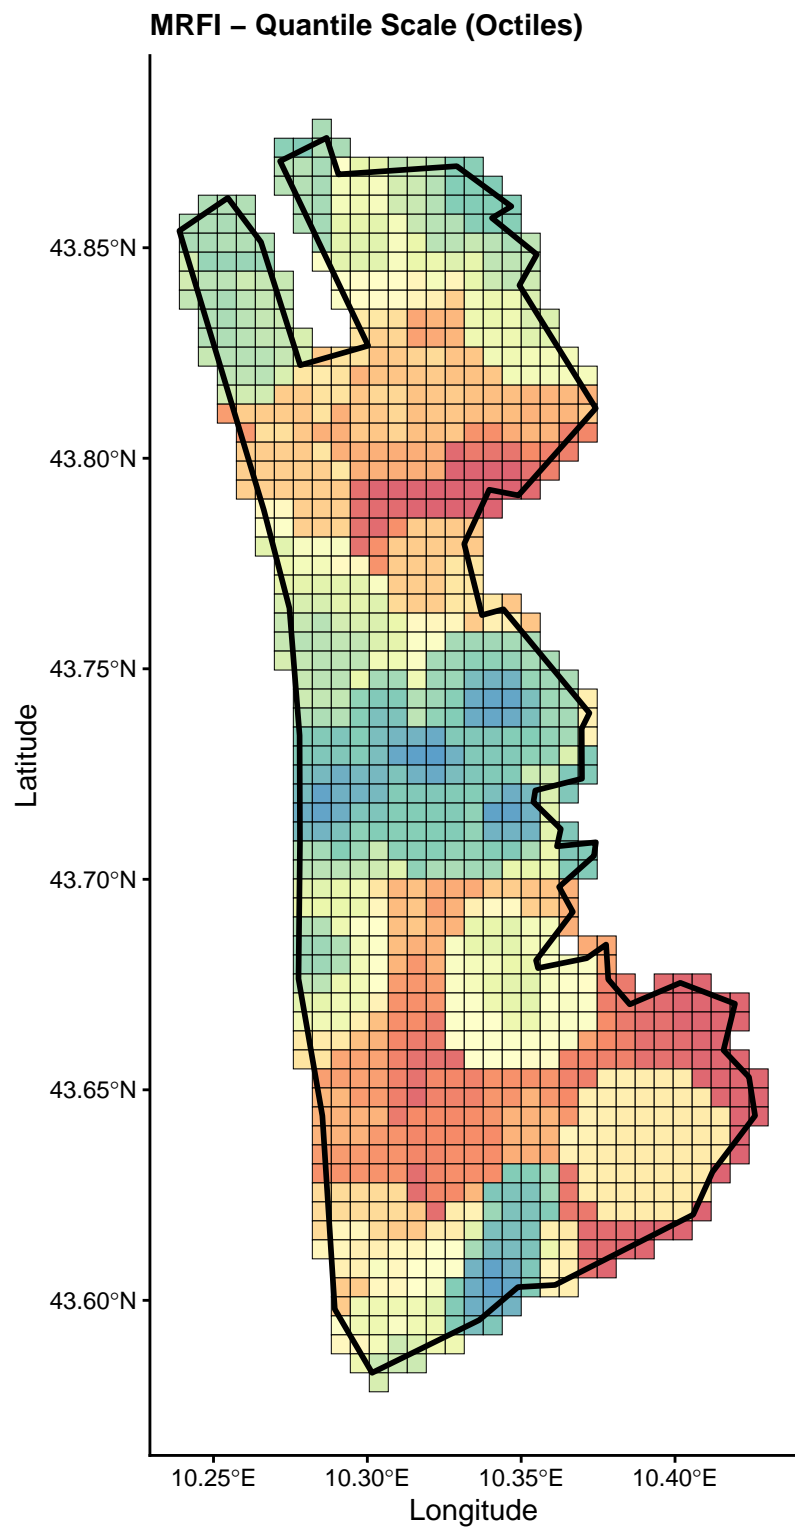 MRFI – Quantile Scale (Octiles)
43.85°N
43.80°N
43.75°N
43.70°N
43.65°N
43.60°N
Latitude
10.25°E 10.30°E 10.35°E 10.40°E
Longitude